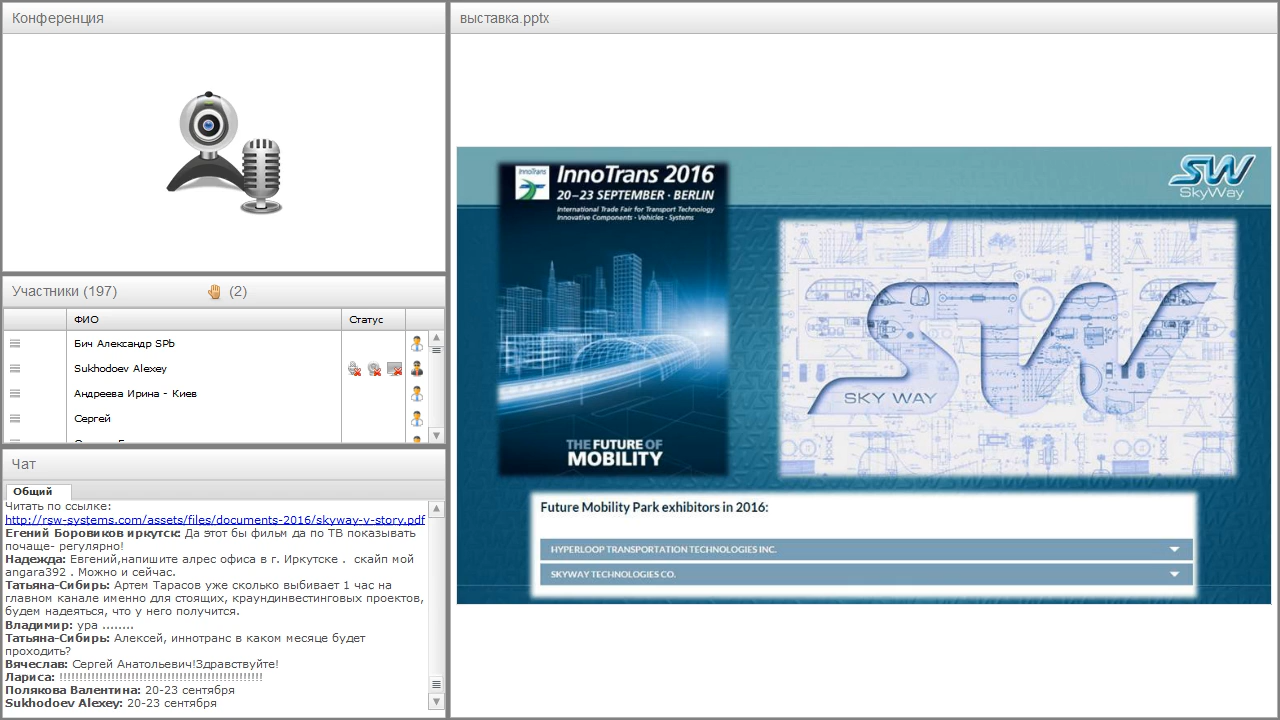 Конференция
Участники (197) (2)
ФИО Статус
Бич Александр SPb
Sukhodoev Alexey
Андреева Ирина - Киев
Сергей
Чат
Общий
Читать по ссылке:
http://rsw-systems.com/assets/files/documents-2016/skyway-v-story.pdf
Егений Боровиков иркутск: Да этот бы фильм да по ТВ показывать
почаще- регулярно!
Надежда: Евгений,напишите алрес офиса в г. Иркутске . скайп мой
angara392 . Можно и сейчас.
Татьяна-Сибирь: Артем Тарасов уже сколько выбивает 1 час на
главном канале именно для стоящих, краундинвестинговых проектов,
будем надеяться, что у него получится.
Владимир: ура ........
Татьяна-Сибирь: Алексей, иннотранс в каком месяце будет
проходить?
Вячеслав: Сергей Анатольевич!Здравствуйте!
Лариса: !!!!!!!!!!!!!!!!!!!!!!!!!!!!!!!!!!!!!!!!!!!!!!!!!!!
Полякова Валентина: 20-23 сентября
Sukhodoev Alexey: 20-23 сентября
выставка.pptx
InnoTrans
InnoTrans 2016
20–23 SEPTEMBER · BERLIN
International Trade Fair for Transport Technology
Innovative Components · Vehicles · Systems
THE FUTURE OF
MOBILITY
SW
SkyWay
SW
SKY WAY
Future Mobility Park exhibitors in 2016:
HYPERLOOP TRANSPORTATION TECHNOLOGIES INC.
SKYWAY TECHNOLOGIES CO.